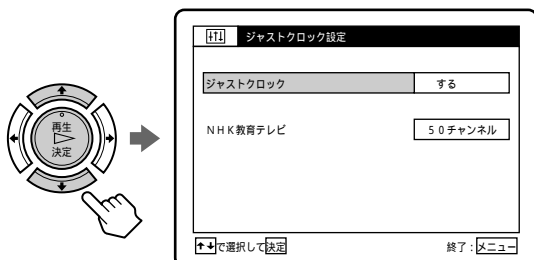 ジャストクロック設定
ジャストクロック する
再生
決定
NHK教育テレビ 50チャンネル
↑↓で選択して決定 終了:メニュー